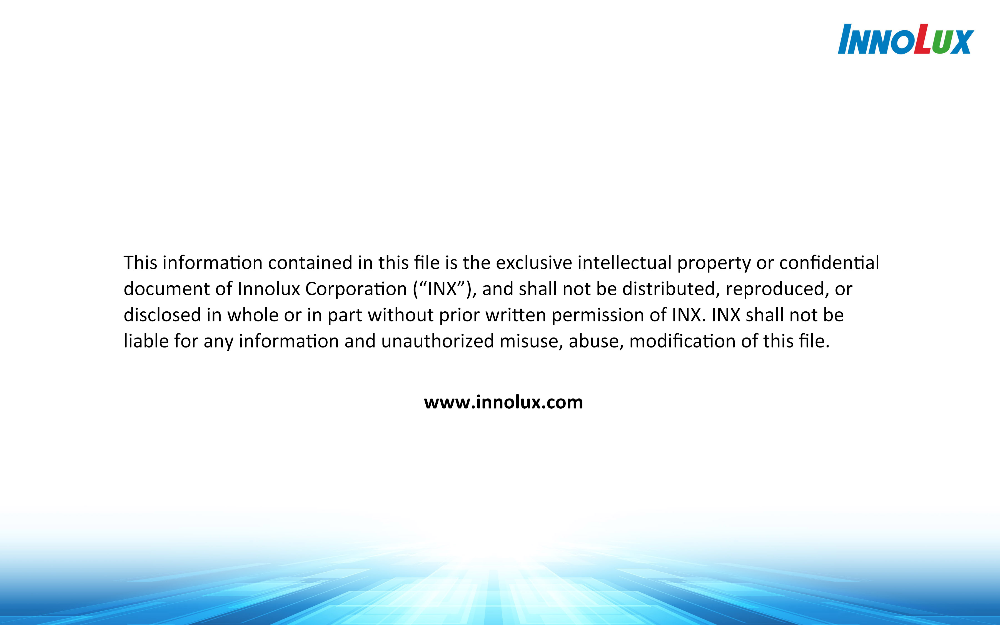 INNOLUX
This information contained in this file is the exclusive intellectual property or confidential
document of Innolux Corporation (“INX”), and shall not be distributed, reproduced, or
disclosed in whole or in part without prior written permission of INX. INX shall not be
liable for any information and unauthorized misuse, abuse, modification of this file.
www.innolux.com